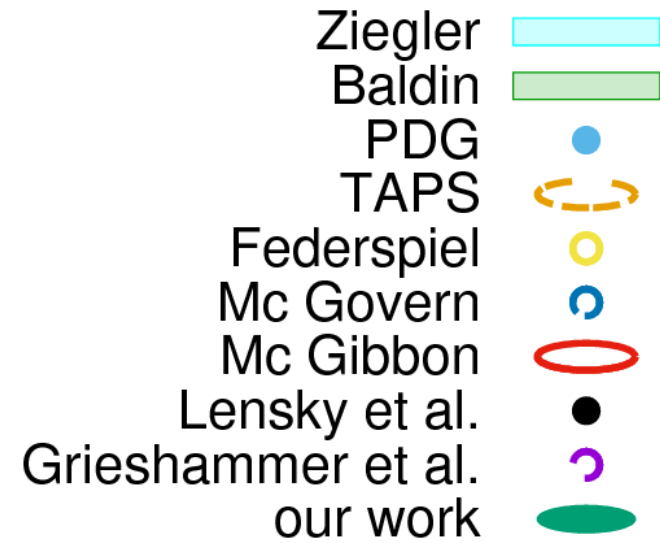 Ziegler
Baldin
PDG
TAPS
Federspiel
Mc Govern
Mc Gibbon
Lensky et al.
Grieshammer et al.
our work